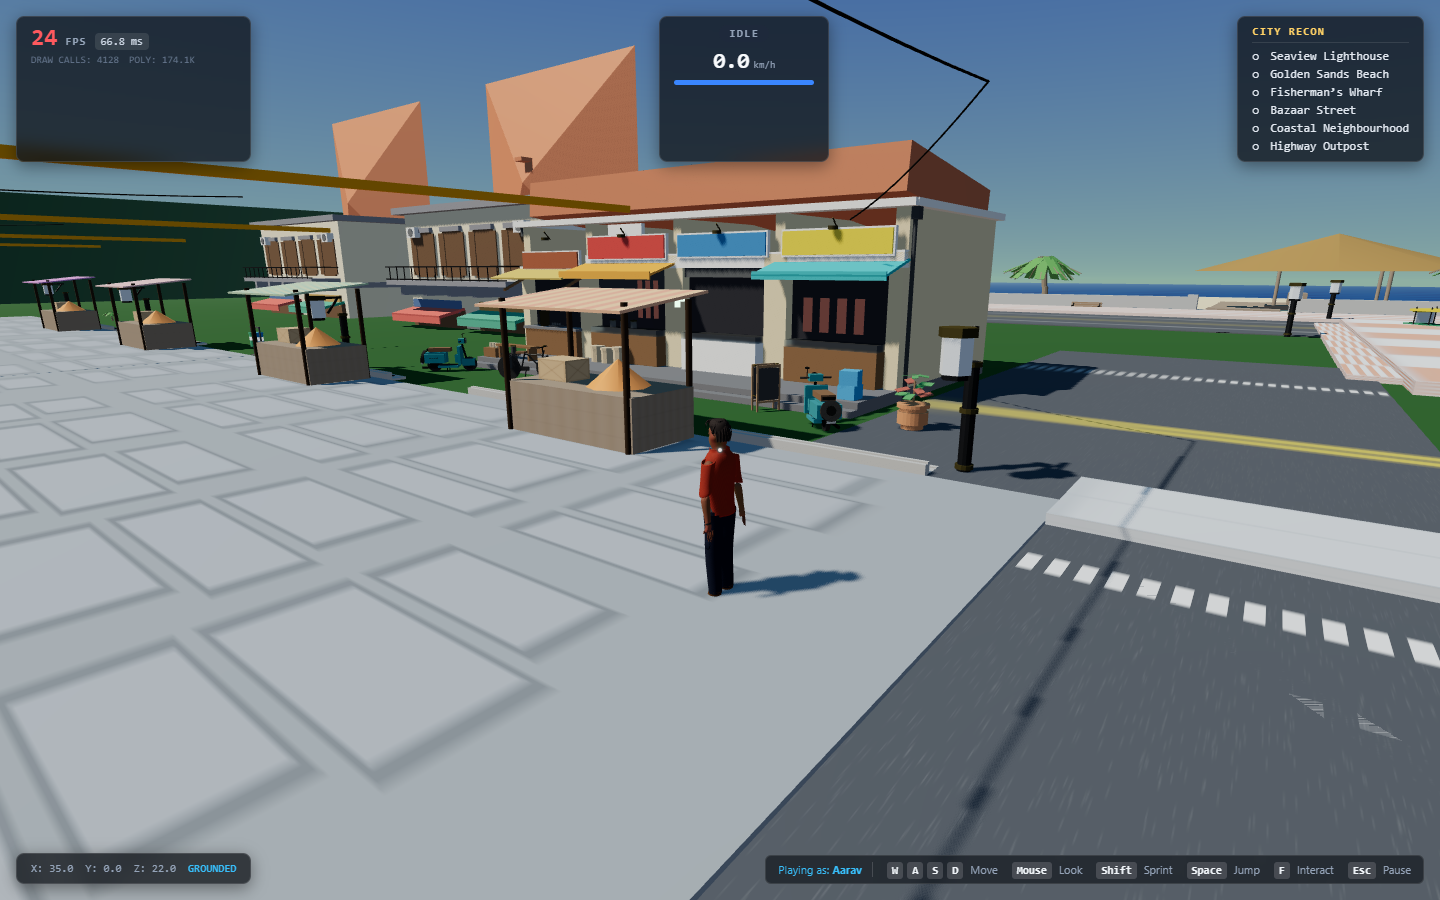 24 FPS 66.8 ms
DRAW CALLS: 4128 POLY: 174.1K
IDLE
0.0 km/h
CITY RECON
Seaview Lighthouse
Golden Sands Beach
Fisherman's Wharf
Bazaar Street
Coastal Neighbourhood
Highway Outpost
X: 35.0 Y: 0.0 Z: 22.0 GROUNDED
Playing as: Aarav W A S D Move Mouse Look Shift Sprint Space Jump F Interact Esc Pause